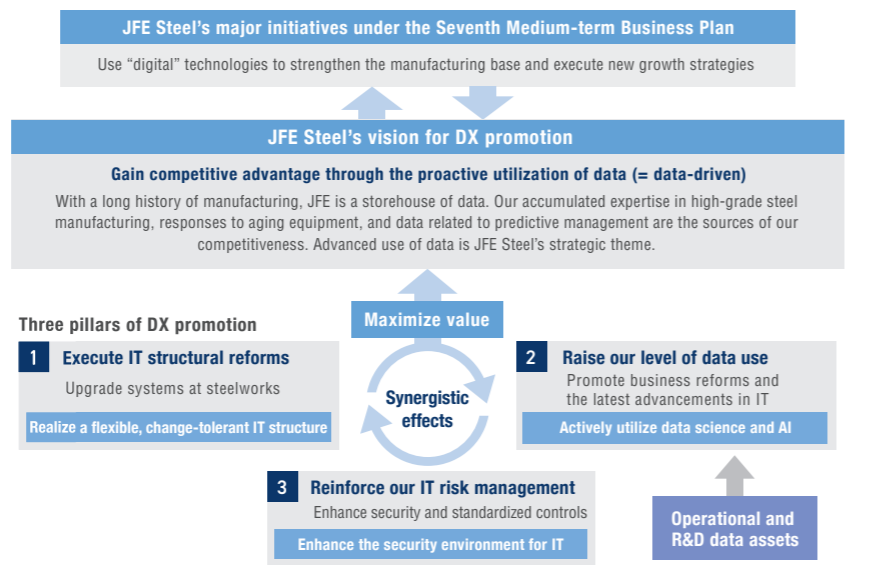 JFE Steel’s major initiatives under the Seventh Medium-term Business Plan
Use “digital” technologies to strengthen the manufacturing base and execute new growth strategies
JFE Steel’s vision for DX promotion
Gain competitive advantage through the proactive utilization of data (= data-driven)
With a long history of manufacturing, JFE is a storehouse of data. Our accumulated expertise in high-grade steel
manufacturing, responses to aging equipment, and data related to predictive management are the sources of our
competitiveness. Advanced use of data is JFE Steel’s strategic theme.
Maximize value
Three pillars of DX promotion
1 Execute IT structural reforms
Upgrade systems at steelworks
Realize a flexible, change-tolerant IT structure
Synergistic
effects
2 Raise our level of data use
Promote business reforms and
the latest advancements in IT
Actively utilize data science and AI
3 Reinforce our IT risk management
Enhance security and standardized controls
Enhance the security environment for IT
Operational and
R&D data assets